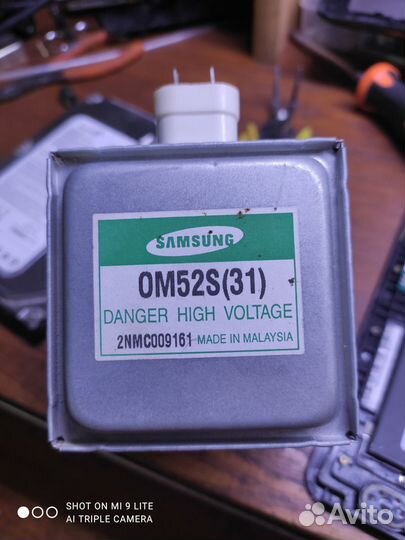 SAMSUNG
OM52S(31)
DANGER HIGH VOLTAGE
2NMC009161 MADE IN MALAYSIA
SHOT ON MI 9 LITE
AI TRIPLE CAMERA
Avito